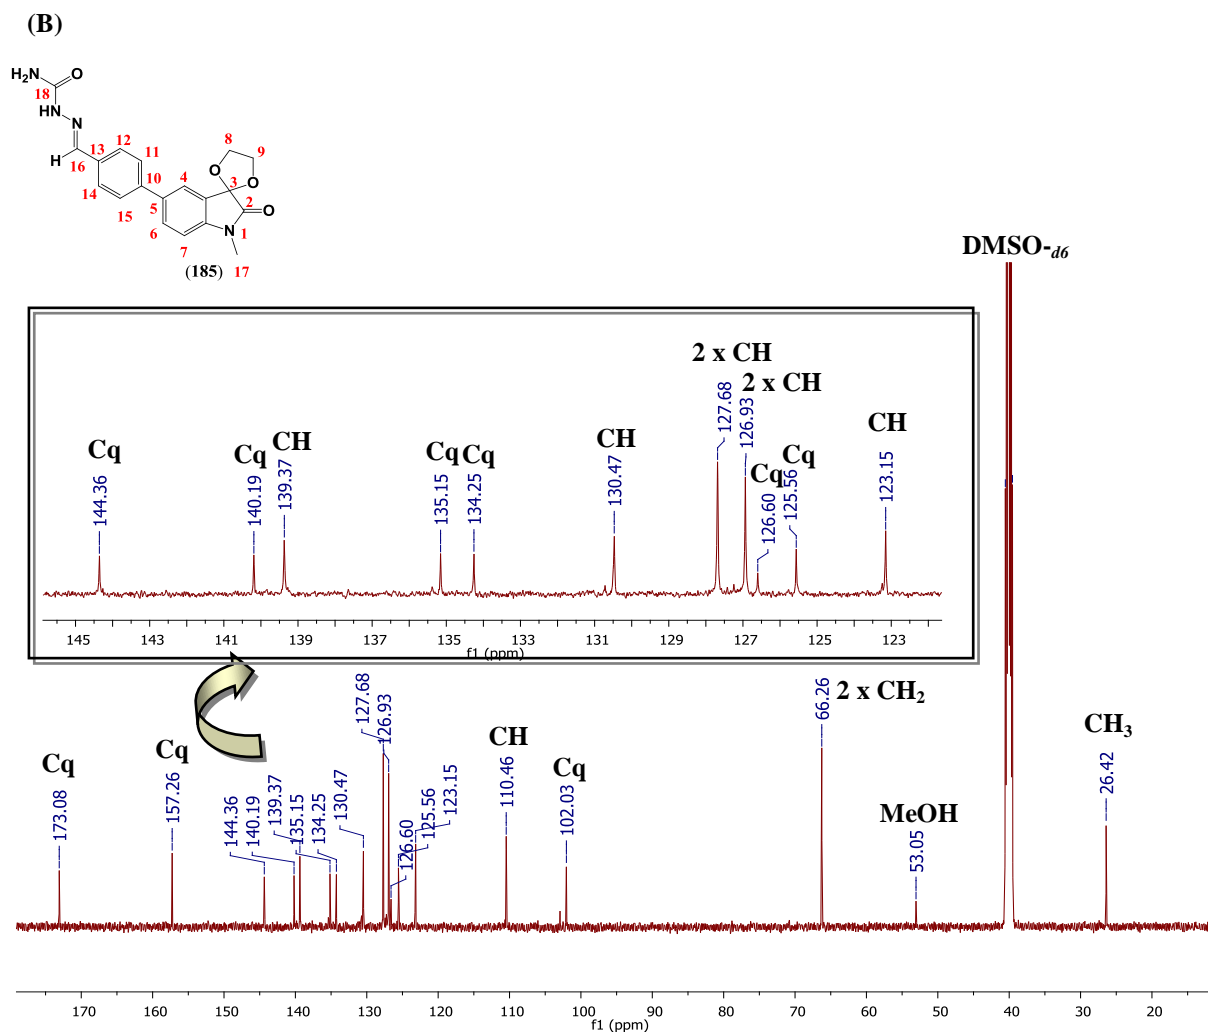 (B)
H₂N
O
18
HN
N
H
16
13
12
11
14
15
10
8
9
O
O
4
3
5
2
O
6
N
1
7
(185) 17
DMSO-d6
2 x CH
2 x CH
Cq
Cq
CH
Cq
Cq
CH
Cq
Cq
CH
144.36
140.19
139.37
135.15
134.25
130.47
127.68
126.93
126.60
125.56
123.15
145 143 141 139 137 135 133 131 129 127 125 123
f1 (ppm)
Cq
Cq
CH
Cq
2 x CH₂
MeOH
CH₃
173.08
157.26
144.36
140.19
139.37
135.15
134.25
130.47
127.68
126.93
126.60
125.56
123.15
110.46
102.03
66.26
53.05
26.42
170 160 150 140 130 120 110 100 90 80 70 60 50 40 30 20
f1 (ppm)